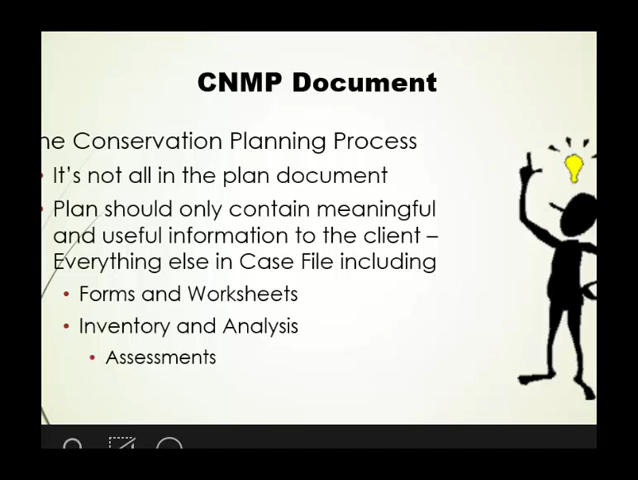 CNMP Document
he Conservation Planning Process
It's not all in the plan document
Plan should only contain meaningful
and useful information to the client –
Everything else in Case File including
• Forms and Worksheets
• Inventory and Analysis
• Assessments